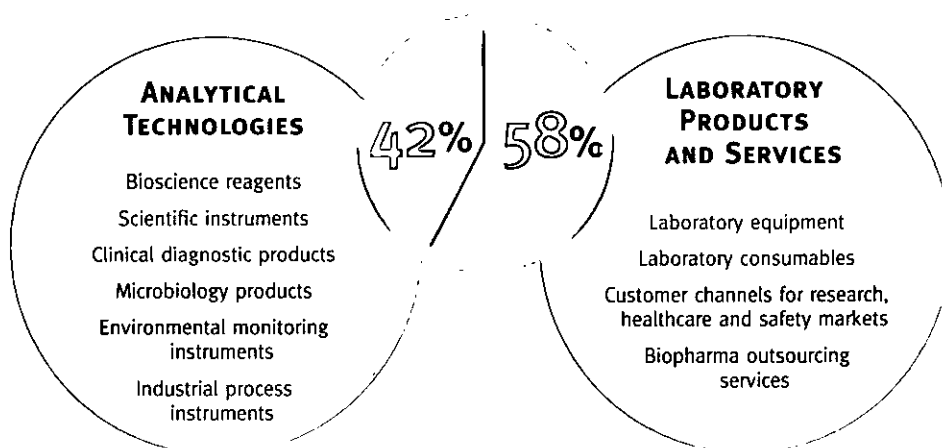 ANALYTICAL
TECHNOLOGIES
Bioscience reagents
Scientific instruments
Clinical diagnostic products
Microbiology products
Environmental monitoring
instruments
Industrial process
instruments
42%
58%
LABORATORY
PRODUCTS
AND SERVICES
Laboratory equipment
Laboratory consumables
Customer channels for research,
healthcare and safety markets
Biopharma outsourcing
services